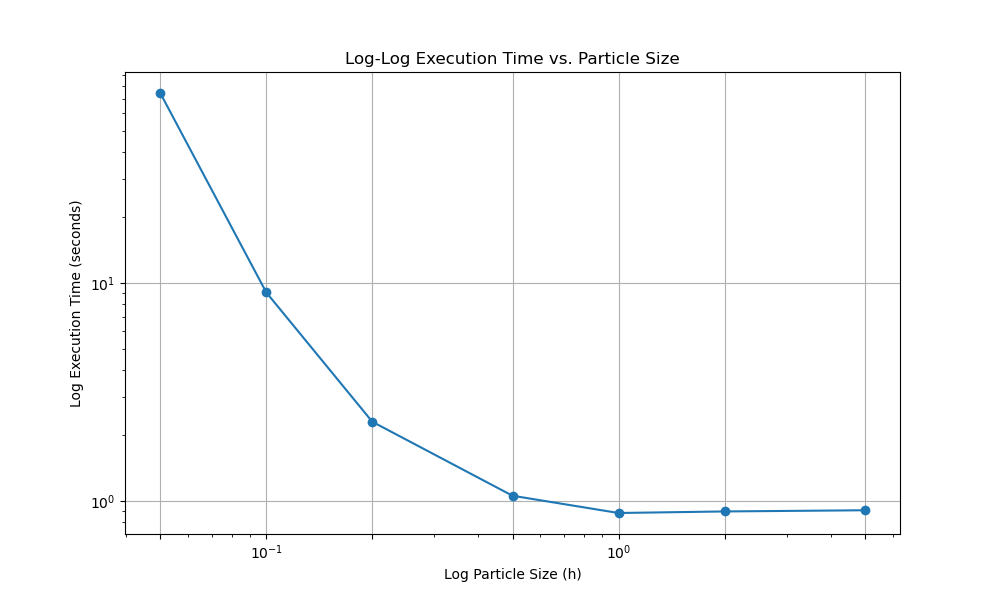 Log-Log Execution Time vs. Particle Size
Log Execution Time (seconds)
10¹
10⁰
10⁻¹
10⁰
Log Particle Size (h)